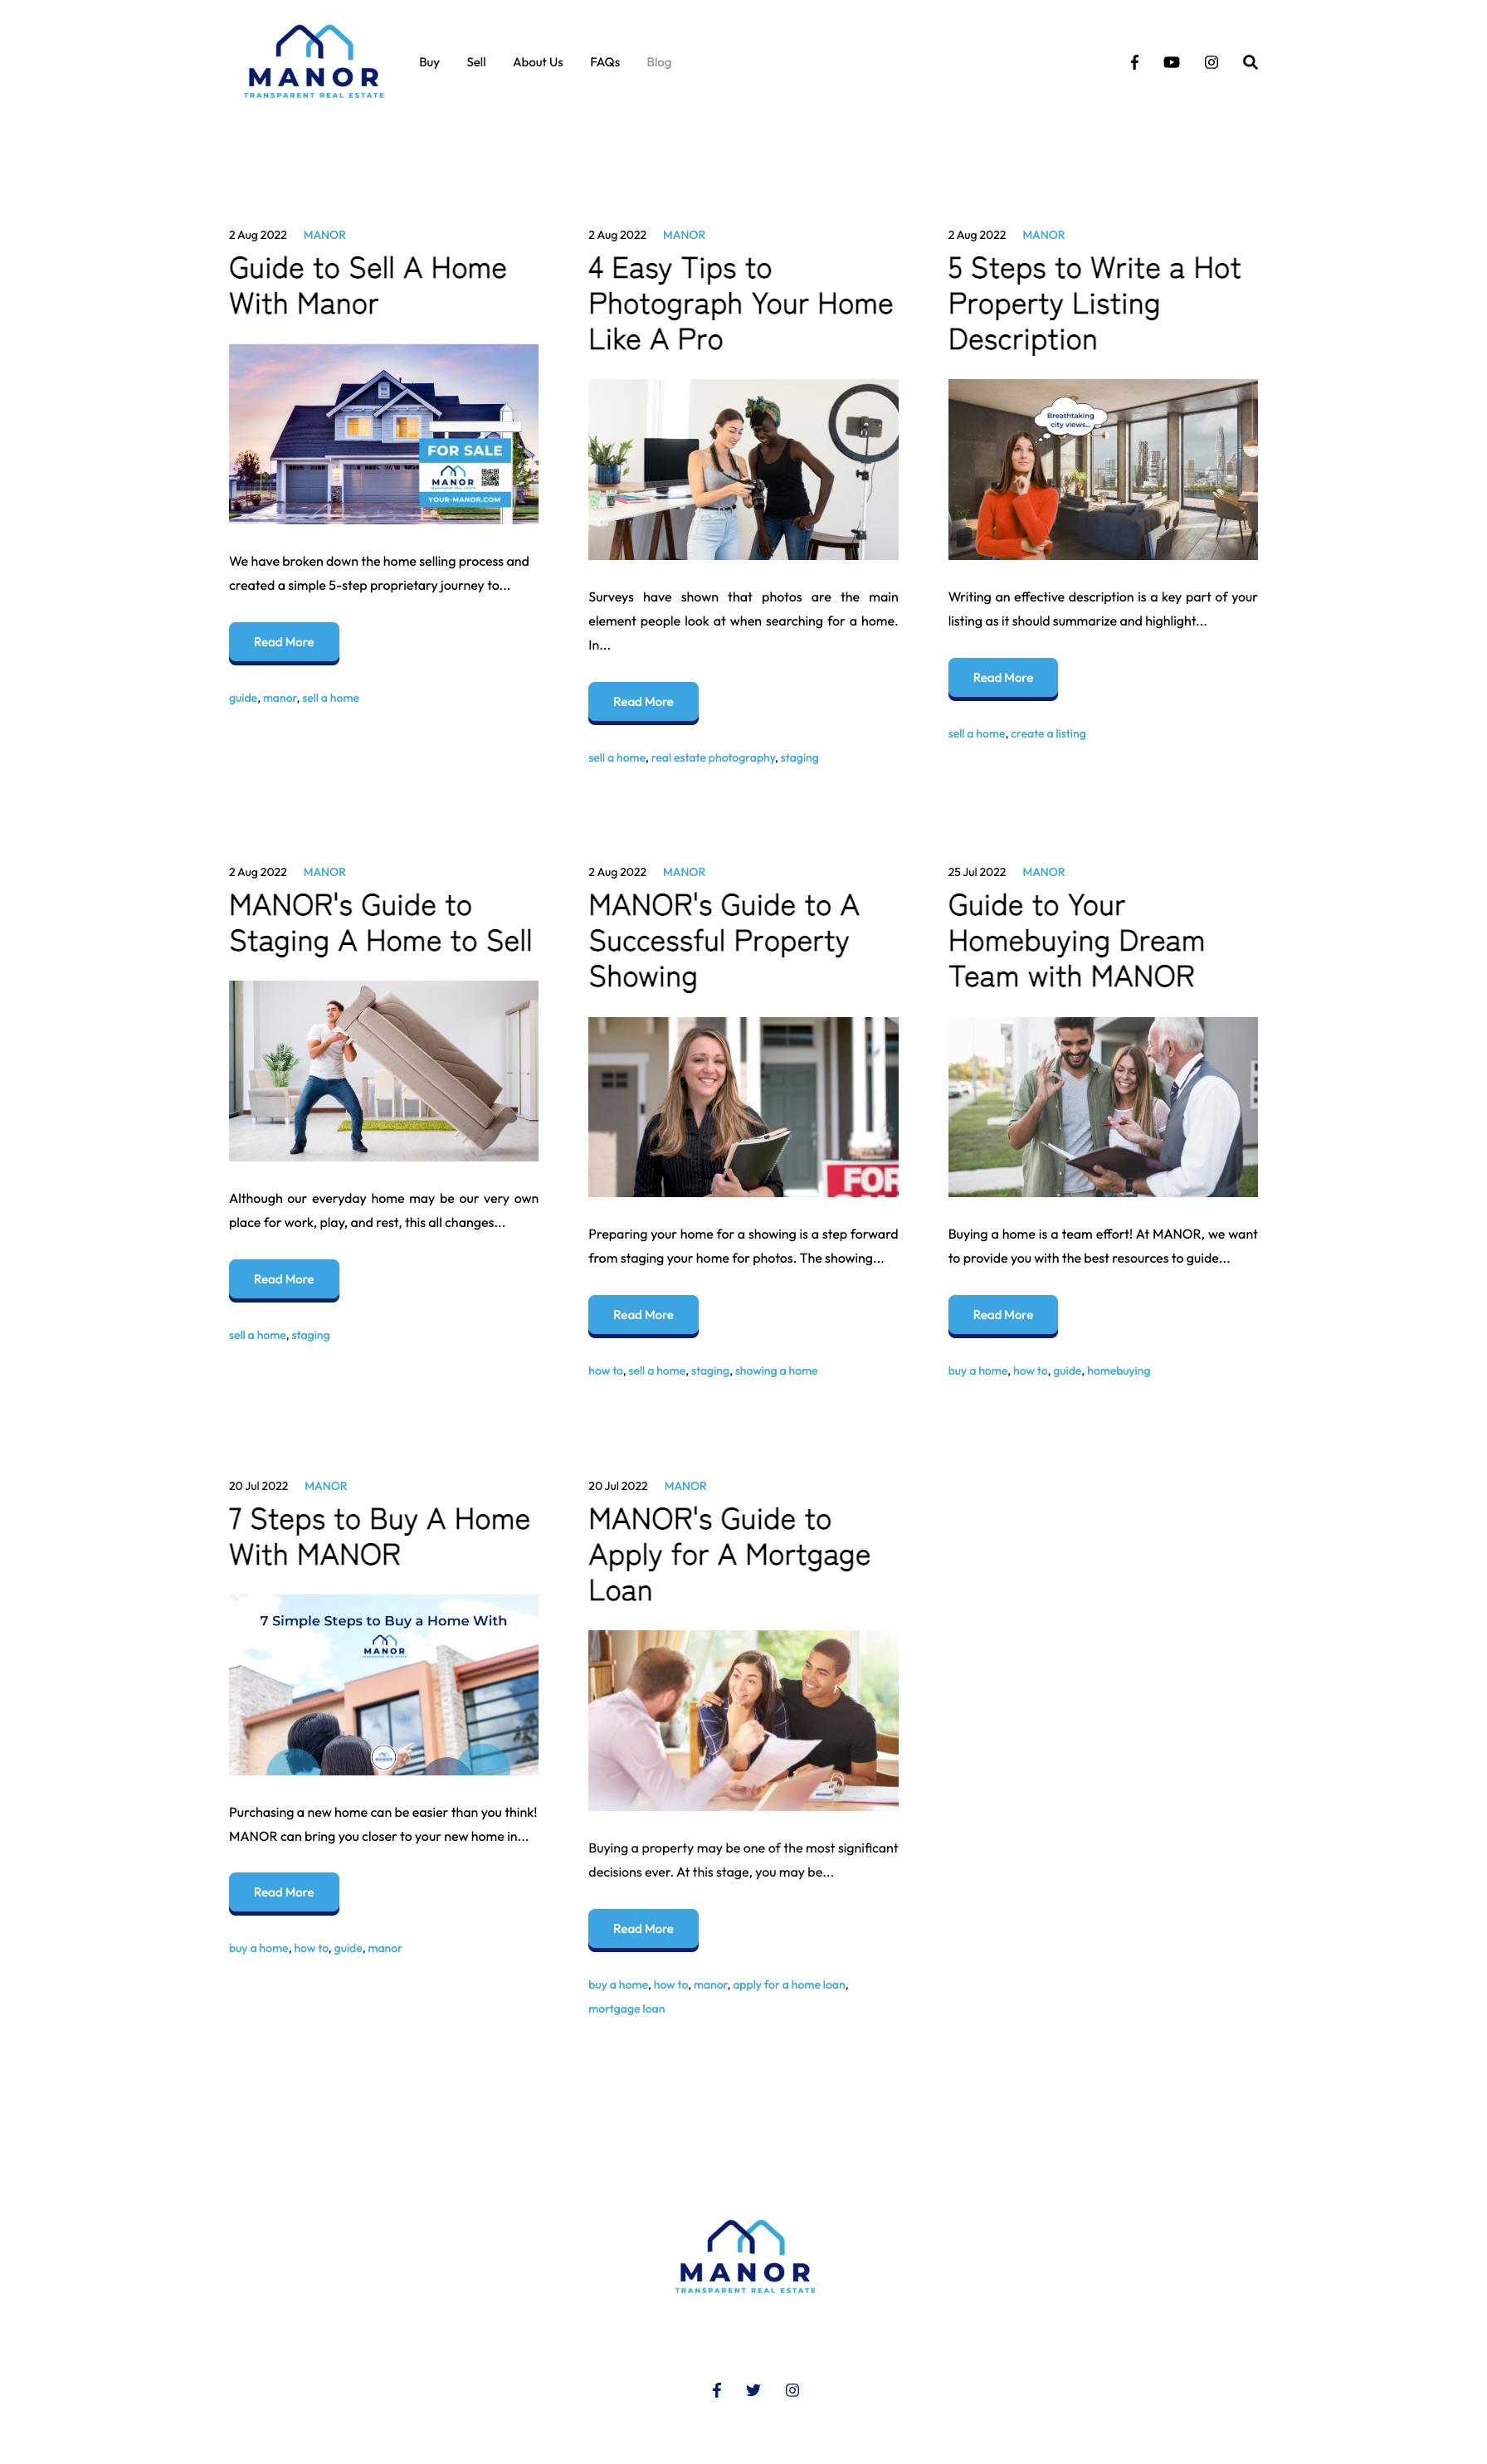 MANOR
TRANSPARENT REAL ESTATE
Buy
Sell
About Us
FAQs
Blog
2 Aug 2022 MANOR
Guide to Sell A Home
With Manor
FOR SALE
MANOR
YOUR-MANOR.COM
We have broken down the home selling process and
created a simple 5-step proprietary journey to...
Read More
guide, manor, sell a home
2 Aug 2022 MANOR
4 Easy Tips to
Photograph Your Home
Like A Pro
Surveys have shown that photos are the main
element people look at when searching for a home.
In...
Read More
sell a home, real estate photography, staging
2 Aug 2022 MANOR
5 Steps to Write a Hot
Property Listing
Description
Breathtaking
city views...
Writing an effective description is a key part of your
listing as it should summarize and highlight...
Read More
sell a home, create a listing
2 Aug 2022 MANOR
MANOR's Guide to
Staging A Home to Sell
Although our everyday home may be our very own
place for work, play, and rest, this all changes...
Read More
sell a home, staging
2 Aug 2022 MANOR
MANOR's Guide to A
Successful Property
Showing
FOR
Preparing your home for a showing is a step forward
from staging your home for photos. The showing...
Read More
how to, sell a home, staging, showing a home
25 Jul 2022 MANOR
Guide to Your
Homebuying Dream
Team with MANOR
Buying a home is a team effort! At MANOR, we want
to provide you with the best resources to guide...
Read More
buy a home, how to, guide, homebuying
20 Jul 2022 MANOR
7 Steps to Buy A Home
With MANOR
7 Simple Steps to Buy a Home With
MANOR
Purchasing a new home can be easier than you think!
MANOR can bring you closer to your new home in...
Read More
buy a home, how to, guide, manor
20 Jul 2022 MANOR
MANOR's Guide to
Apply for A Mortgage
Loan
Buying a property may be one of the most significant
decisions ever. At this stage, you may be...
Read More
buy a home, how to, manor, apply for a home loan,
mortgage loan
MANOR
TRANSPARENT REAL ESTATE